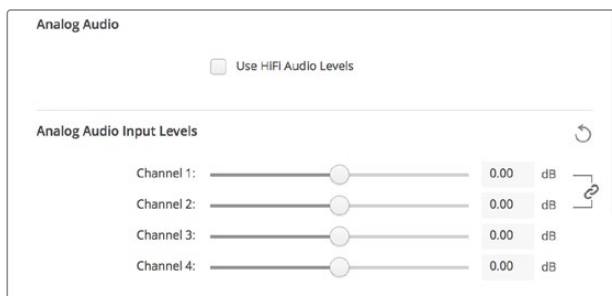 Analog Audio
Use HiFi Audio Levels
Analog Audio Input Levels
Channel 1: 0.00 dB
Channel 2: 0.00 dB
Channel 3: 0.00 dB
Channel 4: 0.00 dB